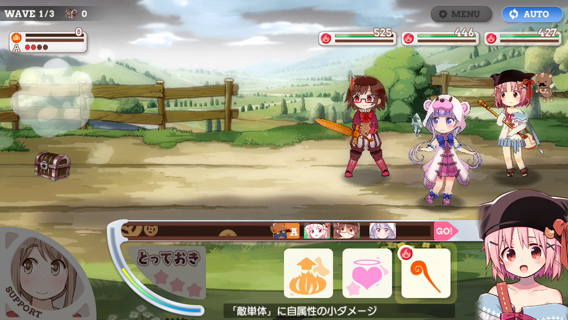 WAVE 1/3 0
MENU
AUTO
0
A
525
446
427
A
GO!
とっておき
SUPPORT
「敵単体」に自属性の小ダメージ